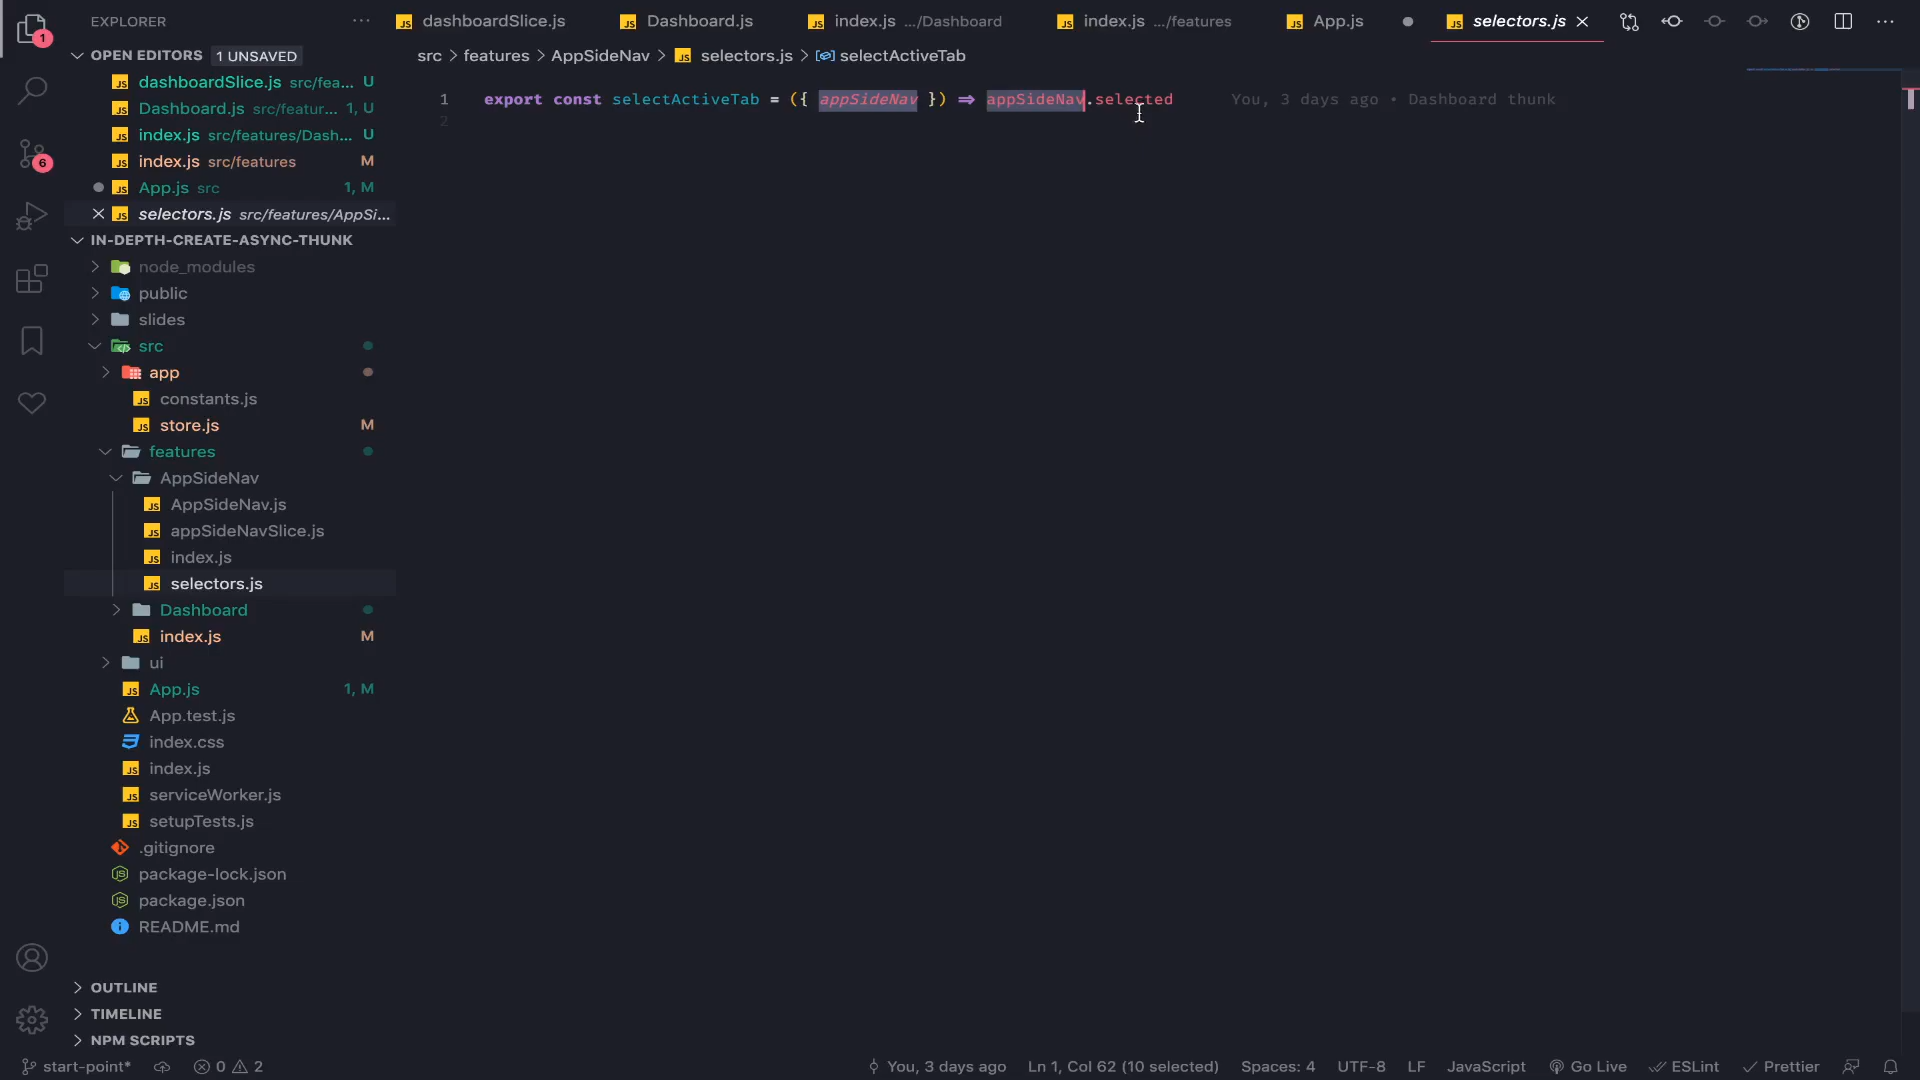 EXPLORER
dashboardSlice.js
Dashboard.js
index.js .../Dashboard
index.js .../features
App.js
selectors.js
OPEN EDITORS 1 UNSAVED
src > features > AppSideNav > selectors.js > selectActiveTab
dashboardSlice.js src/fea... U
Dashboard.js src/featur... 1, U
index.js src/features/Dash... U
index.js src/features M
App.js src 1, M
selectors.js src/features/AppSi...
1 export const selectActiveTab = ({ appSideNav }) => appSideNav.selected You, 3 days ago • Dashboard thunk
2
1
6
IN-DEPTH-CREATE-ASYNC-THUNK
node_modules
public
slides
src
app
constants.js
store.js M
features
AppSideNav
AppSideNav.js
appSideNavSlice.js
index.js
selectors.js
Dashboard
index.js M
ui
App.js 1, M
App.test.js
index.css
index.js
serviceWorker.js
setupTests.js
.gitignore
package-lock.json
package.json
README.md
OUTLINE
TIMELINE
NPM SCRIPTS
start-point* 0 2 You, 3 days ago Ln 1, Col 62 (10 selected) Spaces: 4 UTF-8 LF JavaScript Go Live ESLint Prettier